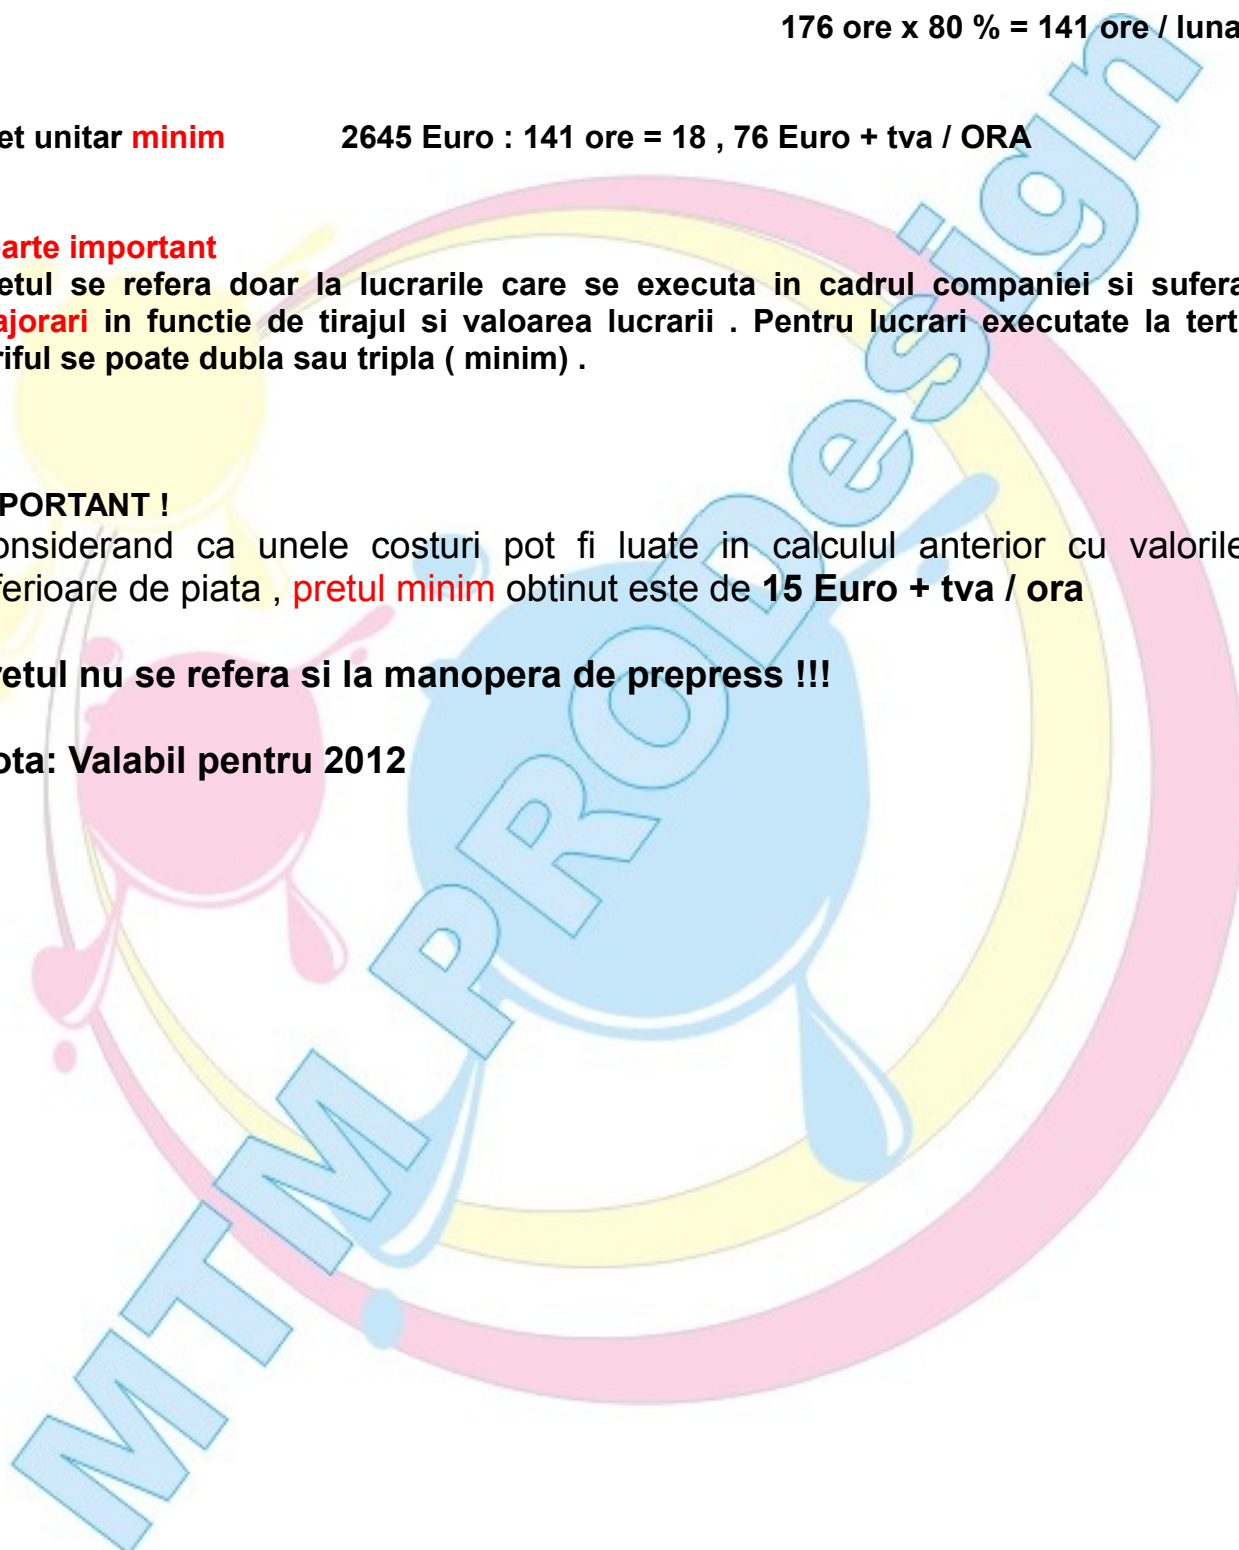 176 ore x 80 % = 141 ore / luna
et unitar minim 2645 Euro : 141 ore = 18 , 76 Euro + tva / ORA
arte important
etul se refera doar la lucrarile care se executa in cadrul companiei si sufera
ajorari in functie de tirajul si valoarea lucrarii . Pentru lucrari executate la tert
riful se poate dubla sau tripla ( minim) .
PORTANT !
onsiderand ca unele costuri pot fi luate in calculul anterior cu valorile
ferioare de piata , pretul minim obtinut este de 15 Euro + tva / ora
retul nu se refera si la manopera de prepress !!!
ota: Valabil pentru 2012
MTM PRODesign